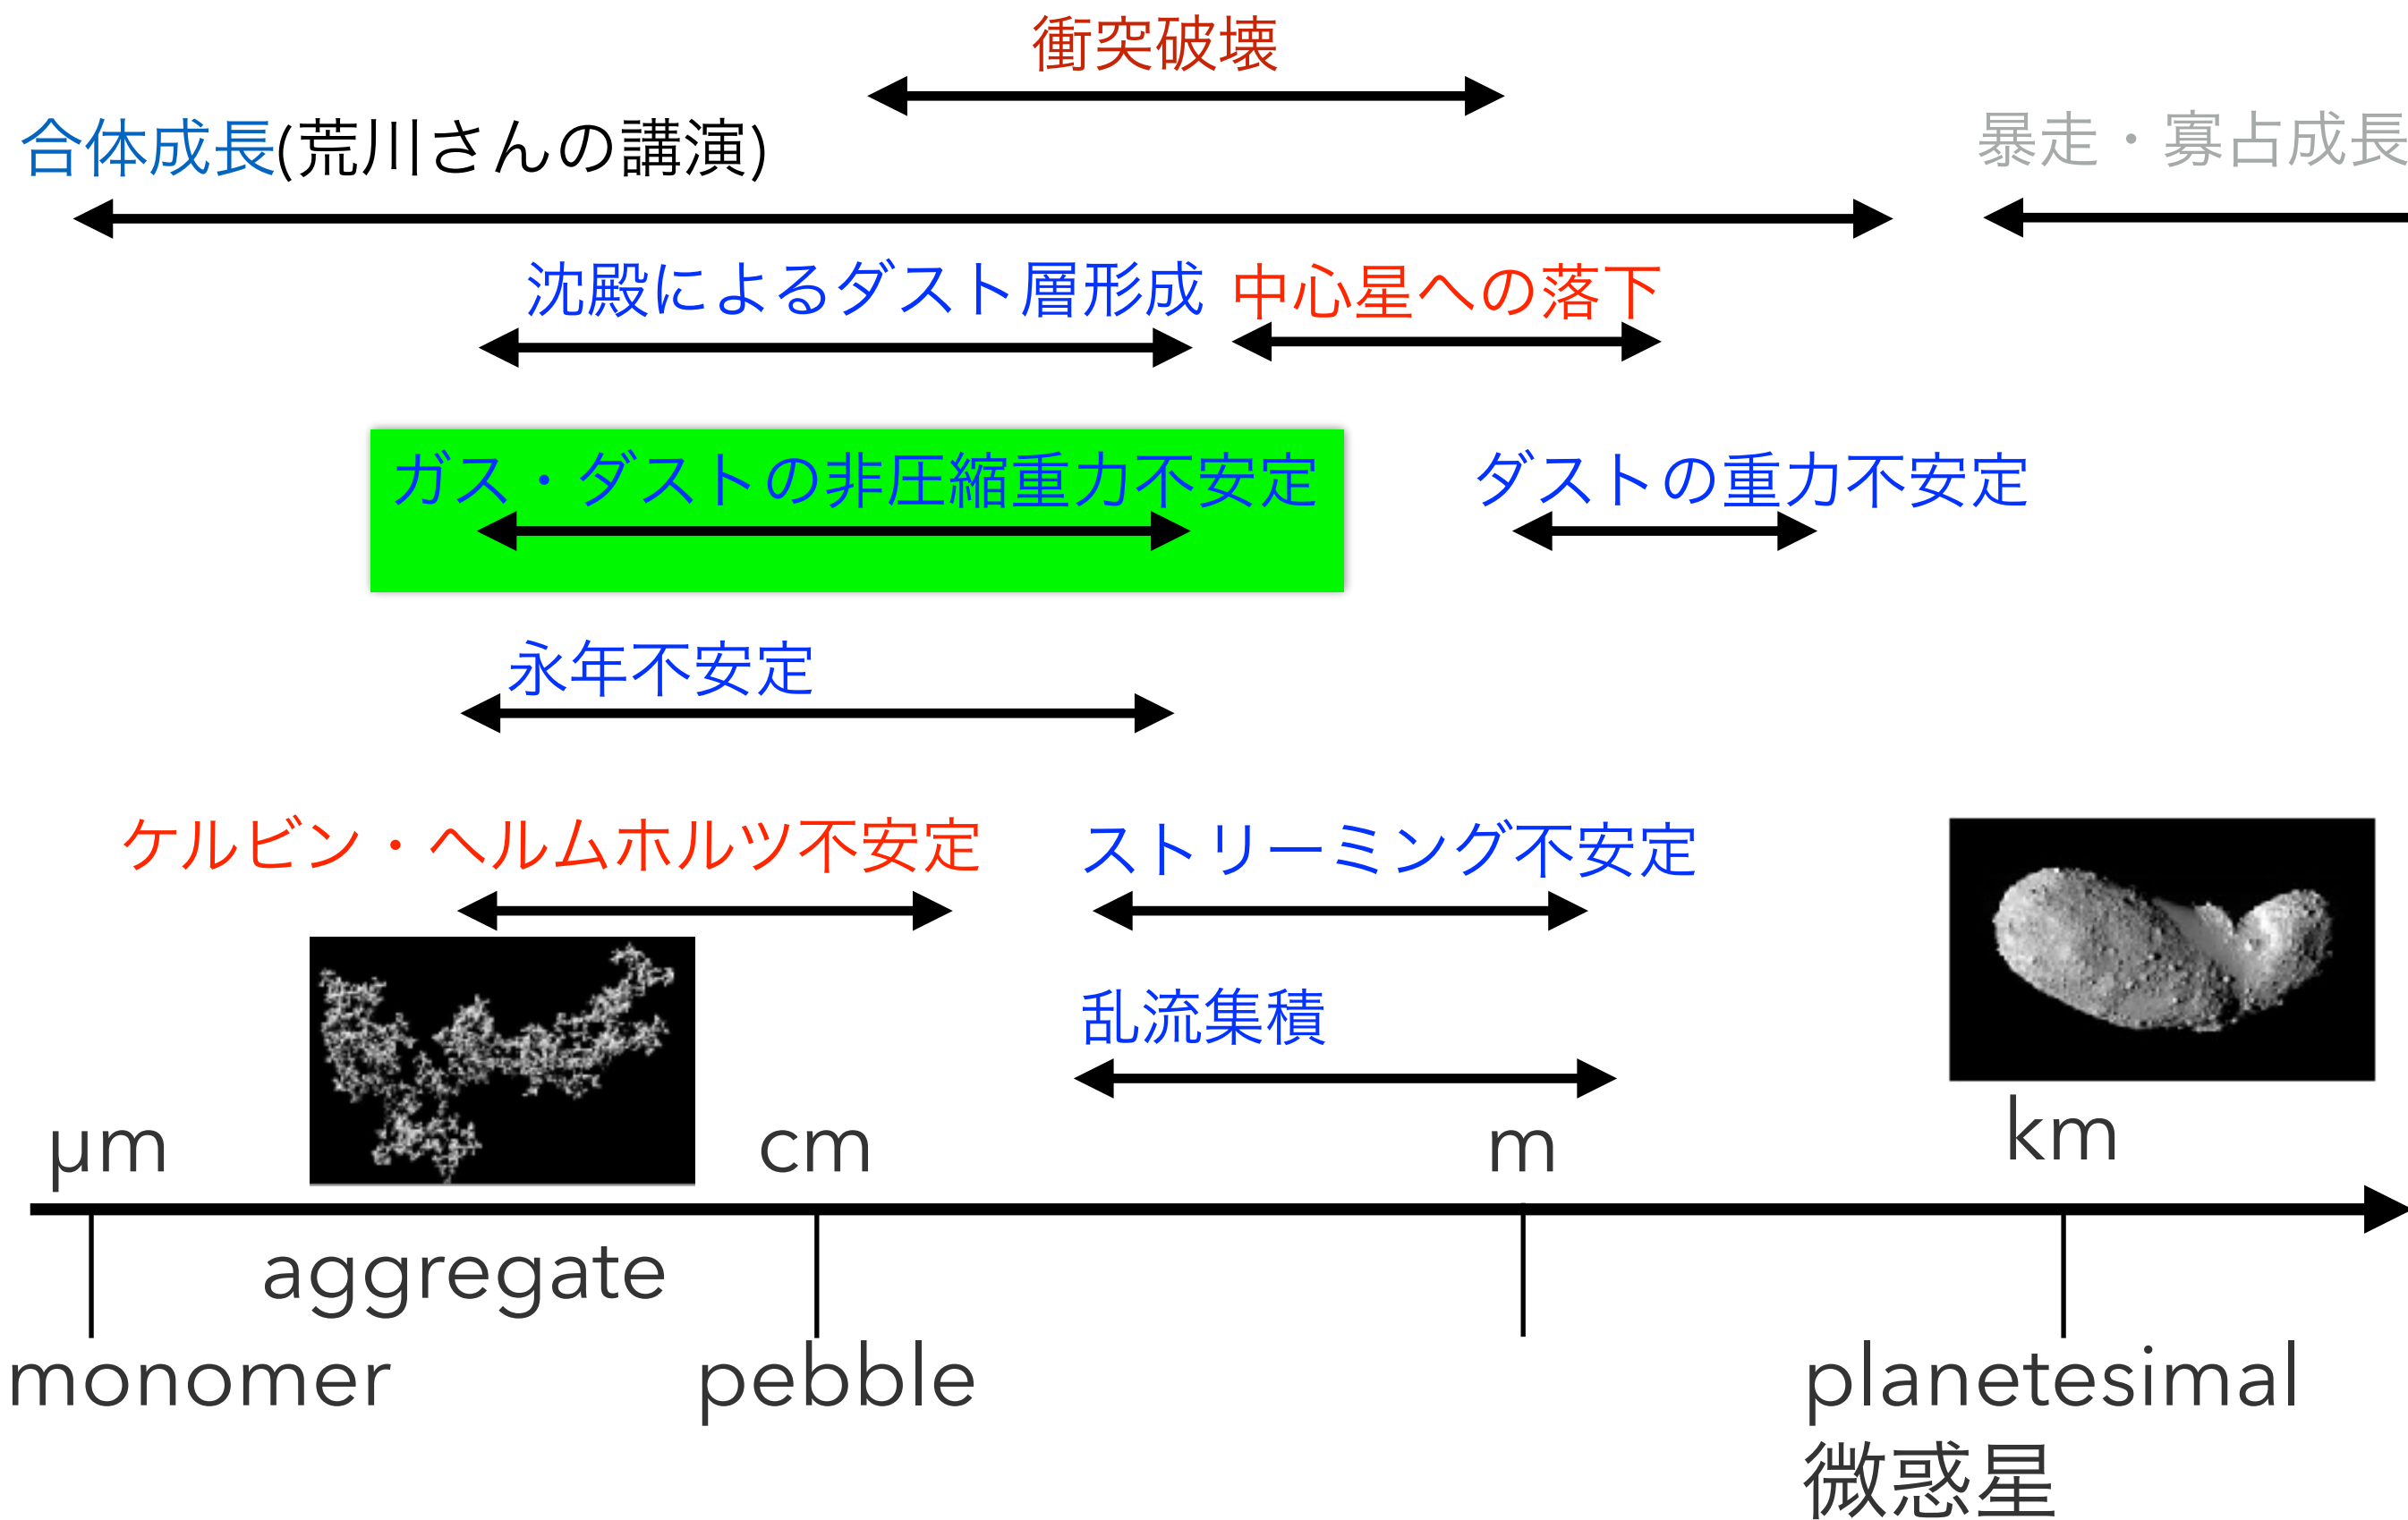 衝突破壊
合体成長(荒川さんの講演)
暴走・寡占成長
沈殿によるダスト層形成
中心星への落下
ガス・ダストの非圧縮重力不安定
ダストの重力不安定
永年不安定
ケルビン・ヘルムホルツ不安定
ストリーミング不安定
乱流集積
μm
cm
m
km
aggregate
monomer
pebble
planetesimal
微惑星